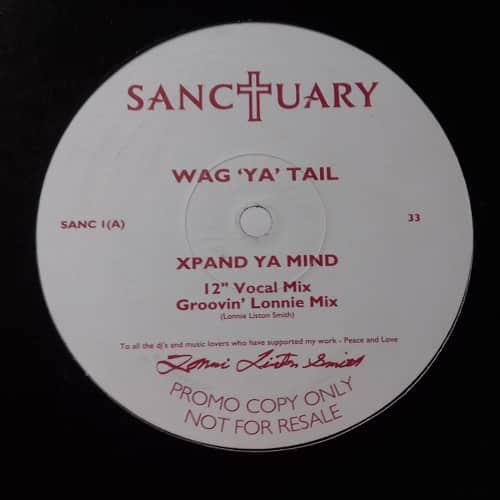 SANCTUARY
WAG ‘YA’ TAIL
SANC 1(A)
33
XPAND YA MIND
12” Vocal Mix
Groovin’ Lonnie Mix
(Lonnie Liston Smith)
To all the dj's and music lovers who have supported my work - Peace and Love
Lonnie Liston Smith
PROMO COPY ONLY
NOT FOR RESALE